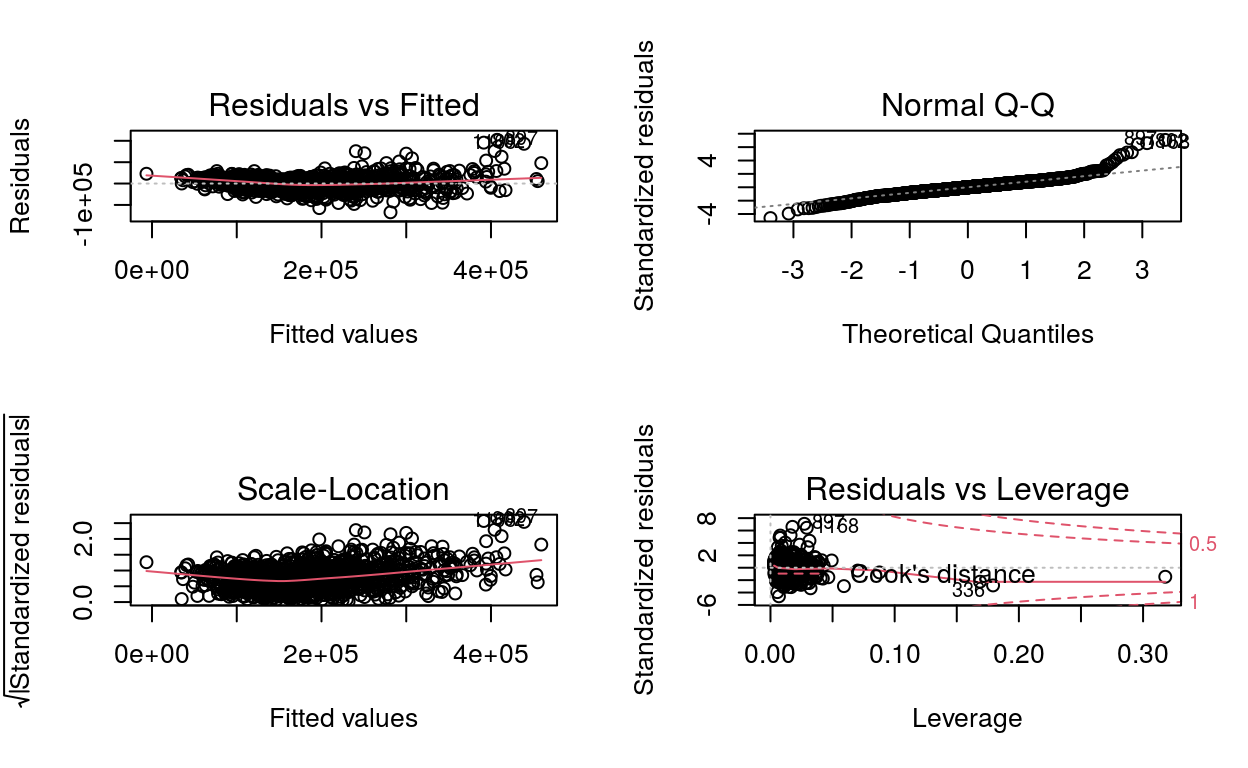 Residuals vs Fitted
Residuals
-1e+05
0e+00 2e+05 4e+05
Fitted values
Normal Q-Q
Standardized residuals
-4 4
-3 -2 -1 0 1 2 3
Theoretical Quantiles
Scale-Location
√|Standardized residuals|
0.0 2.0
0e+00 2e+05 4e+05
Fitted values
Residuals vs Leverage
Standardized residuals
-6 2 8
1168
Cook's distance
336
0.5
1
0.00 0.10 0.20 0.30
Leverage